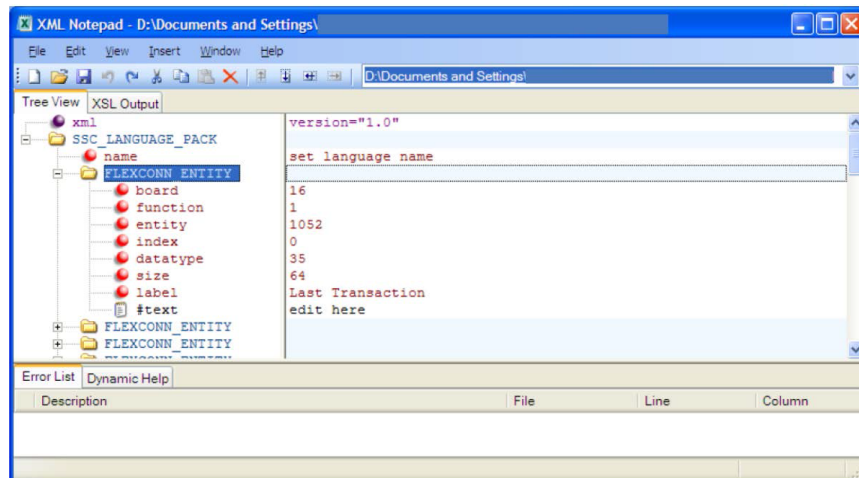 XML Notepad - D:\Documents and Settings\
File Edit View Insert Window Help
D:\Documents and Settings\
Tree View XSL Output
xml version="1.0"
SSC_LANGUAGE_PACK
name set language name
FLEXCONN_ENTITY
board 16
function 1
entity 1052
index 0
datatype 35
size 64
label Last Transaction
#text edit here
FLEXCONN_ENTITY
FLEXCONN_ENTITY
Error List Dynamic Help
Description File Line Column